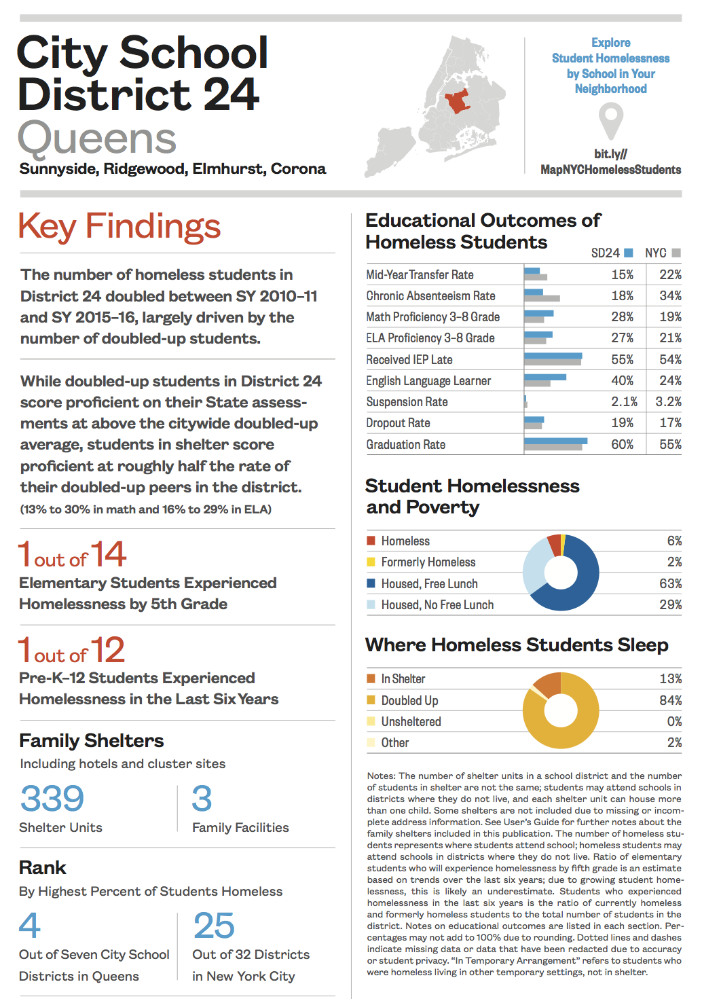 City School
District 24
Queens
Sunnyside, Ridgewood, Elmhurst, Corona
Explore
Student Homelessness
by School in Your
Neighborhood
bit.ly//
MapNYCHomelessStudents
Key Findings
The number of homeless students in
District 24 doubled between SY 2010–11
and SY 2015–16, largely driven by the
number of doubled-up students.
While doubled-up students in District 24
score proficient on their State assess-
ments at above the citywide doubled-up
average, students in shelter score
proficient at roughly half the rate of
their doubled-up peers in the district.
(13% to 30% in math and 16% to 29% in ELA)
1 out of 14
Elementary Students Experienced
Homelessness by 5th Grade
1 out of 12
Pre-K–12 Students Experienced
Homelessness in the Last Six Years
Family Shelters
Including hotels and cluster sites
339 3
Shelter Units Family Facilities
Rank
By Highest Percent of Students Homeless
4 25
Out of Seven City School Out of 32 Districts
Districts in Queens in New York City
Educational Outcomes of
Homeless Students
SD24 NYC
Mid-Year Transfer Rate 15% 22%
Chronic Absenteeism Rate 18% 34%
Math Proficiency 3–8 Grade 28% 19%
ELA Proficiency 3–8 Grade 27% 21%
Received IEP Late 55% 54%
English Language Learner 40% 24%
Suspension Rate 2.1% 3.2%
Dropout Rate 19% 17%
Graduation Rate 60% 55%
Student Homelessness
and Poverty
Homeless 6%
Formerly Homeless 2%
Housed, Free Lunch 63%
Housed, No Free Lunch 29%
Where Homeless Students Sleep
In Shelter 13%
Doubled Up 84%
Unsheltered 0%
Other 2%
Notes: The number of shelter units in a school district and the number
of students in shelter are not the same; students may attend schools in
districts where they do not live, and each shelter unit can house more
than one child. Some shelters are not included due to missing or incom-
plete address information. See User's Guide for further notes about the
family shelters included in this publication. The number of homeless stu-
dents represents where students attend school; homeless students may
attend schools in districts where they do not live. Ratio of elementary
students who will experience homelessness by fifth grade is an estimate
based on trends over the last six years; due to growing student home-
lessness, this is likely an underestimate. Students who experienced
homelessness in the last six years is the ratio of currently homeless
and formerly homeless students to the total number of students in the
district. Notes on educational outcomes are listed in each section. Per-
centages may not add to 100% due to rounding. Dotted lines and dashes
indicate missing data or data that have been redacted due to accuracy
or student privacy. “In Temporary Arrangement” refers to students who
were homeless living in other temporary settings, not in shelter.